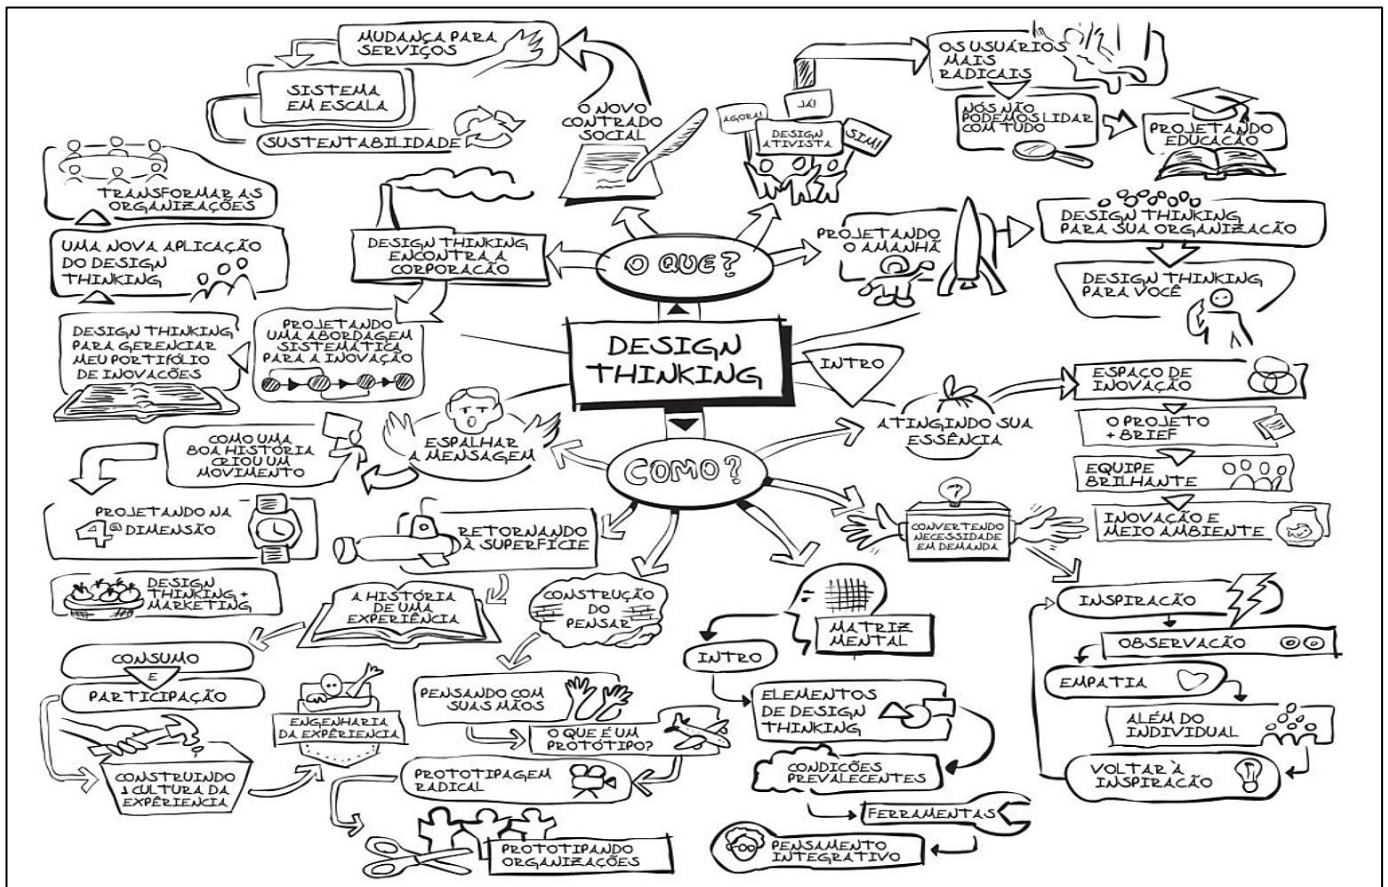 MUDANÇA PARA
SERVIÇOS
SISTEMA
EM ESCALA
SUSTENTABILIDADE
O NOVO
CONTRADO
SOCIAL
AGORA!
JÁ!
DESIGN
ATIVISTA
SIM!
OS USUÁRIOS
MAIS
RADICAIS
NÓS NÃO
PODEMOS LIDAR
COM TUDO
PROJETANDO
EDUCAÇÃO
TRANSFORMAR AS
ORGANIZAÇÕES
UMA NOVA APLICAÇÃO
DO DESIGN
THINKING
DESIGN THINKING
PARA GERENCIAR
MEU PORTIFÓLIO
DE INOVAÇÕES
DESIGN THINKING
ENCONTRA A
CORPORAÇÃO
PROJETANDO
UMA ABORDAGEM
SISTEMÁTICA
PARA A INOVAÇÃO
O QUE?
PROJETANDO
O AMANHÃ
DESIGN THINKING
PARA SUA ORGANIZAÇÃO
DESIGN THINKING
PARA VOCÊ
DESIGN
THINKING
INTRO
COMO?
ATINGINDO SUA
ESSÊNCIA
ESPAÇO DE
INOVAÇÃO
O PROJETO
+ BRIEF
EQUIPE
BRILHANTE
INOVAÇÃO E
MEIO AMBIENTE
ESPALHAR
A MENSAGEM
COMO UMA
BOA HISTÓRIA
CRIOU UM
MOVIMENTO
PROJETANDO NA
4ª DIMENSÃO
DESIGN
THINKING +
MARKETING
RETORNANDO
À SUPERFÍCIE
A HISTÓRIA
DE UMA
EXPERIÊNCIA
CONSUMO
E
PARTICIPAÇÃO
CONSTRUINDO
A CULTURA DA
EXPÊRIENCIA
ENGENHARIA
DA EXPÊRIENCIA
CONSTRUÇÃO
DO
PENSAR
PENSANDO COM
SUAS MÃOS
O QUE É UM
PROTÓTIPO?
PROTOTIPAGEM
RADICAL
PROTOTIPANDO
ORGANIZAÇÕES
MATRIZ
MENTAL
INTRO
ELEMENTOS
DE DESIGN
THINKING
CONDIÇÕES
PREVALECENTES
FERRAMENTAS
PENSAMENTO
INTEGRATIVO
?
CONVERTENDO
NECESSIDADE
EM DEMANDA
INSPIRAÇÃO
OBSERVAÇÃO
EMPATIA
ALÉM DO
INDIVIDUAL
VOLTAR À
INSPIRAÇÃO